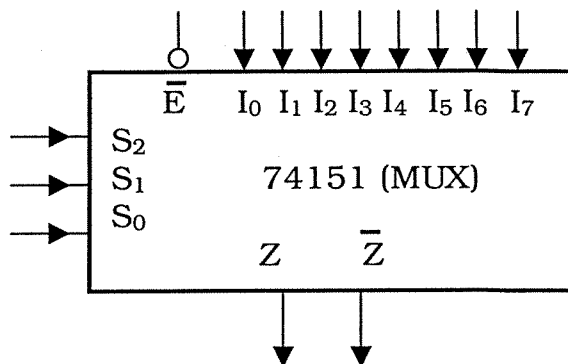 E̅ I₀ I₁ I₂ I₃ I₄ I₅ I₆ I₇
S₂
S₁ 74151 (MUX)
S₀
Z Z̅